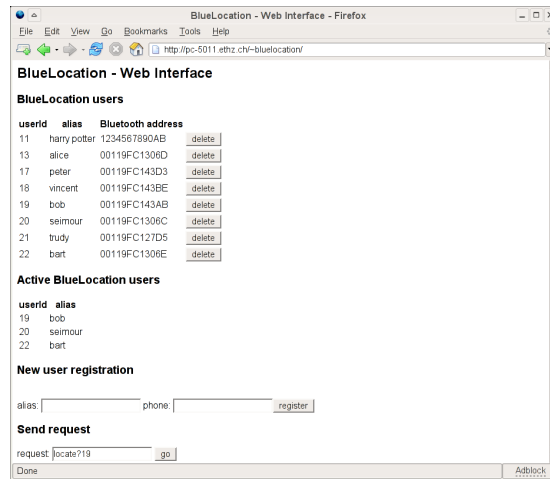 BlueLocation - Web Interface - Firefox
File Edit View Go Bookmarks Tools Help
http://pc-5011.ethz.ch/~bluelocation/
BlueLocation - Web Interface
BlueLocation users
userId alias Bluetooth address
11 harry potter 1234567890AB delete
13 alice 00119FC1306D delete
17 peter 00119FC143D3 delete
18 vincent 00119FC143BE delete
19 bob 00119FC143AB delete
20 seimour 00119FC1306C delete
21 trudy 00119FC127D5 delete
22 bart 00119FC1306E delete
Active BlueLocation users
userId alias
19 bob
20 seimour
22 bart
New user registration
alias: phone: register
Send request
request: locate?19 go
Done Adblock